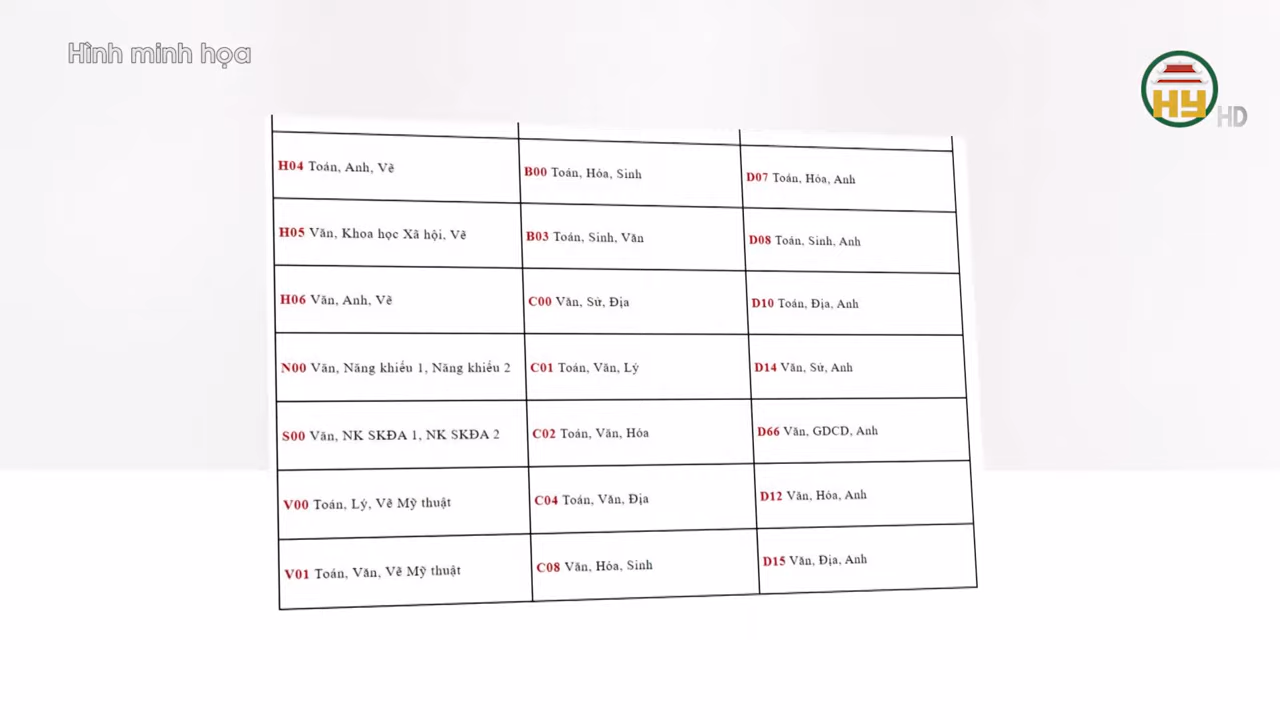 Hình minh họa
HY
HD
H04 Toán, Anh, Vẽ
B00 Toán, Hóa, Sinh
D07 Toán, Hóa, Anh
H05 Văn, Khoa học Xã hội, Vẽ
B03 Toán, Sinh, Văn
D08 Toán, Sinh, Anh
H06 Văn, Anh, Vẽ
C00 Văn, Sử, Địa
D10 Toán, Địa, Anh
N00 Văn, Năng khiếu 1, Năng khiếu 2
C01 Toán, Văn, Lý
D14 Văn, Sử, Anh
S00 Văn, NK SKĐA 1, NK SKĐA 2
C02 Toán, Văn, Hóa
D66 Văn, GDCD, Anh
V00 Toán, Lý, Vẽ Mỹ thuật
C04 Toán, Văn, Địa
D12 Văn, Hóa, Anh
V01 Toán, Văn, Vẽ Mỹ thuật
C08 Văn, Hóa, Sinh
D15 Văn, Địa, Anh